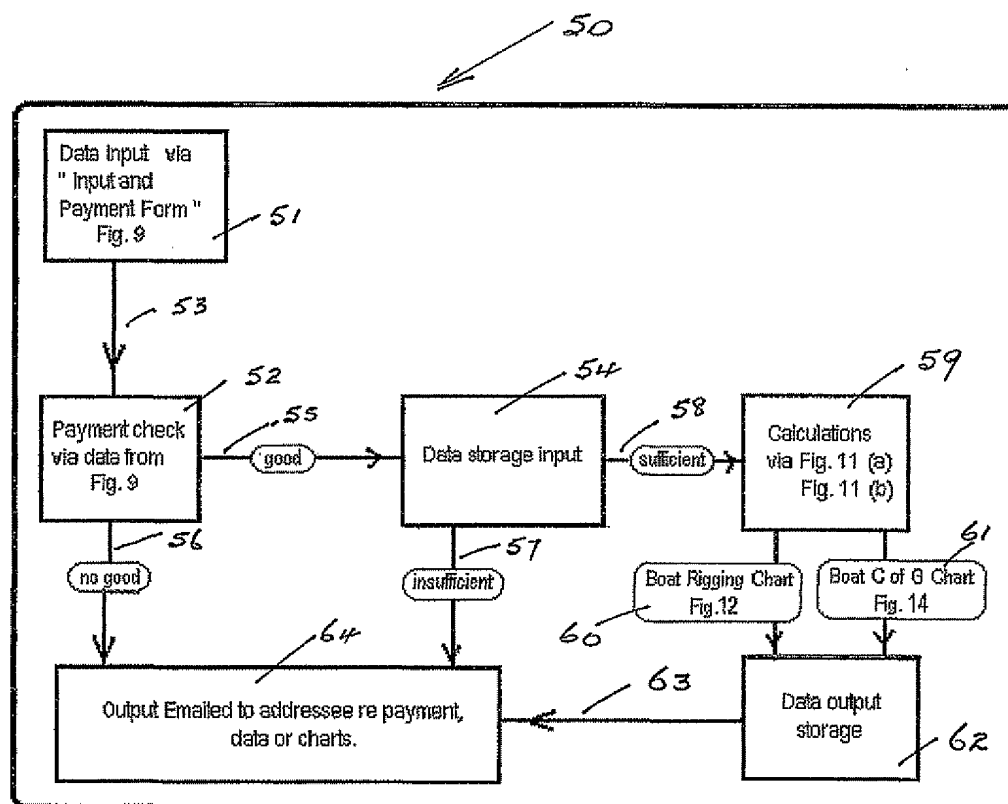 50
Data Input via
" Input and
Payment Form "
Fig. 9
51
53
52
Payment check
via data from
Fig. 9
55
good
54
Data storage input
58
sufficient
59
Calculations
via Fig. 11 (a)
Fig. 11 (b)
56
no good
57
insufficient
Boat Rigging Chart
Fig.12
60
61
Boat C of G Chart
Fig. 14
64
Output Emailed to addressee re payment,
data or charts.
63
Data output
storage
62